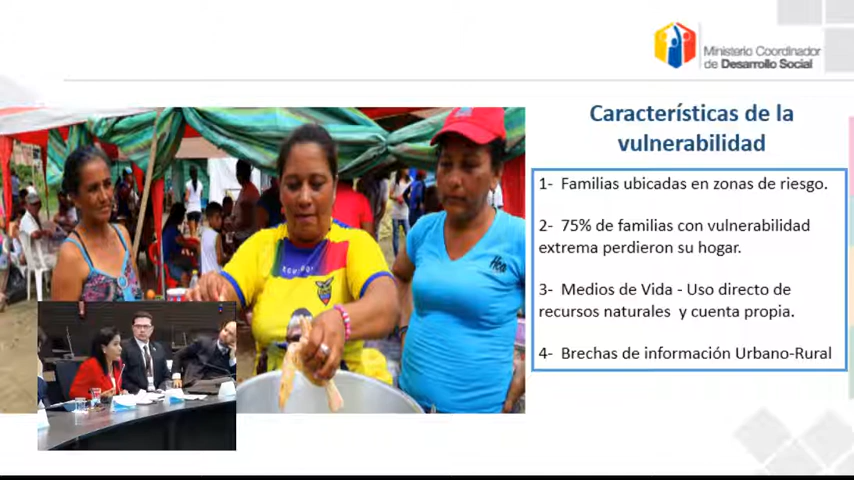 Ministerio Coordinador
de Desarrollo Social
Características de la
vulnerabilidad
1- Familias ubicadas en zonas de riesgo.
2- 75% de familias con vulnerabilidad
extrema perdieron su hogar.
3- Medios de Vida - Uso directo de
recursos naturales y cuenta propia.
4- Brechas de información Urbano-Rural
ECUADOR